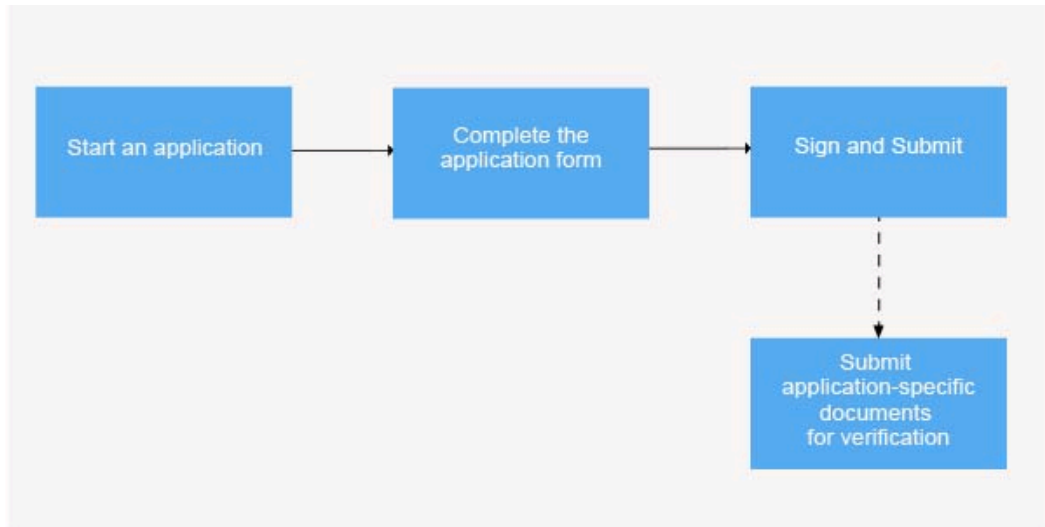 Start an application
Complete the
application form
Sign and Submit
Submit
application-specific
documents
for verification